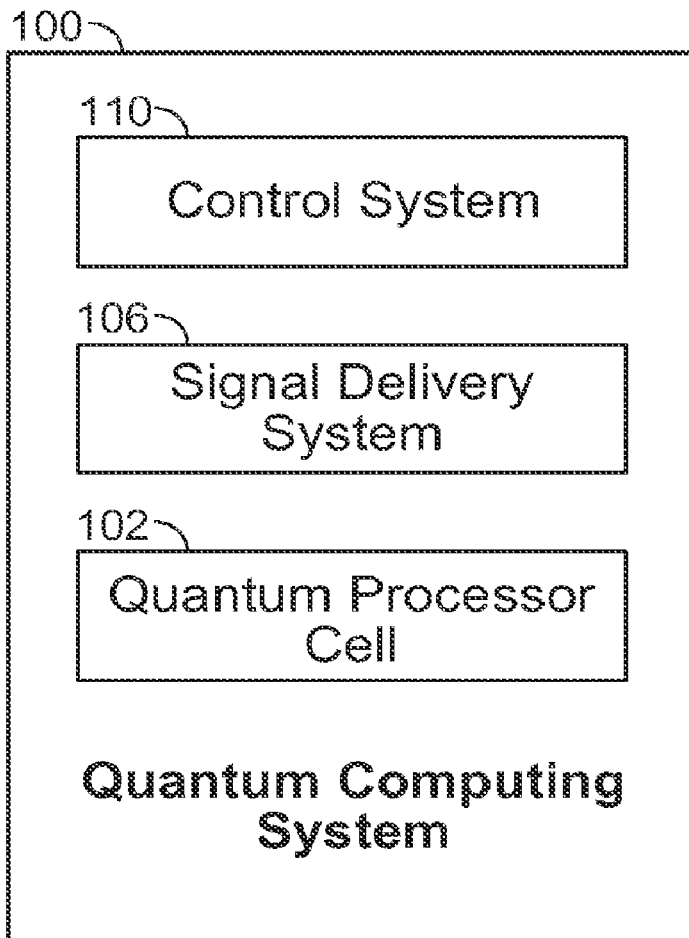 100
110
Control System
106
Signal Delivery
System
102
Quantum Processor
Cell
Quantum Computing
System